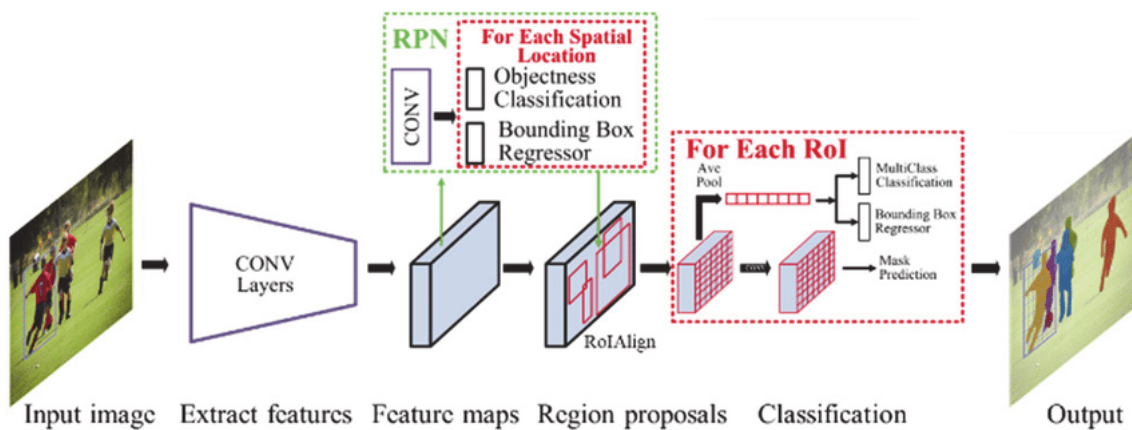 RPN
For Each Spatial
Location
CONV
Objectness
Classification
Bounding Box
Regressor
For Each RoI
Ave
Pool
MultiClass
Classification
Bounding Box
Regressor
CONV
Layers
CONV
Mask
Prediction
RoIAlign
Input image
Extract features
Feature maps
Region proposals
Classification
Output